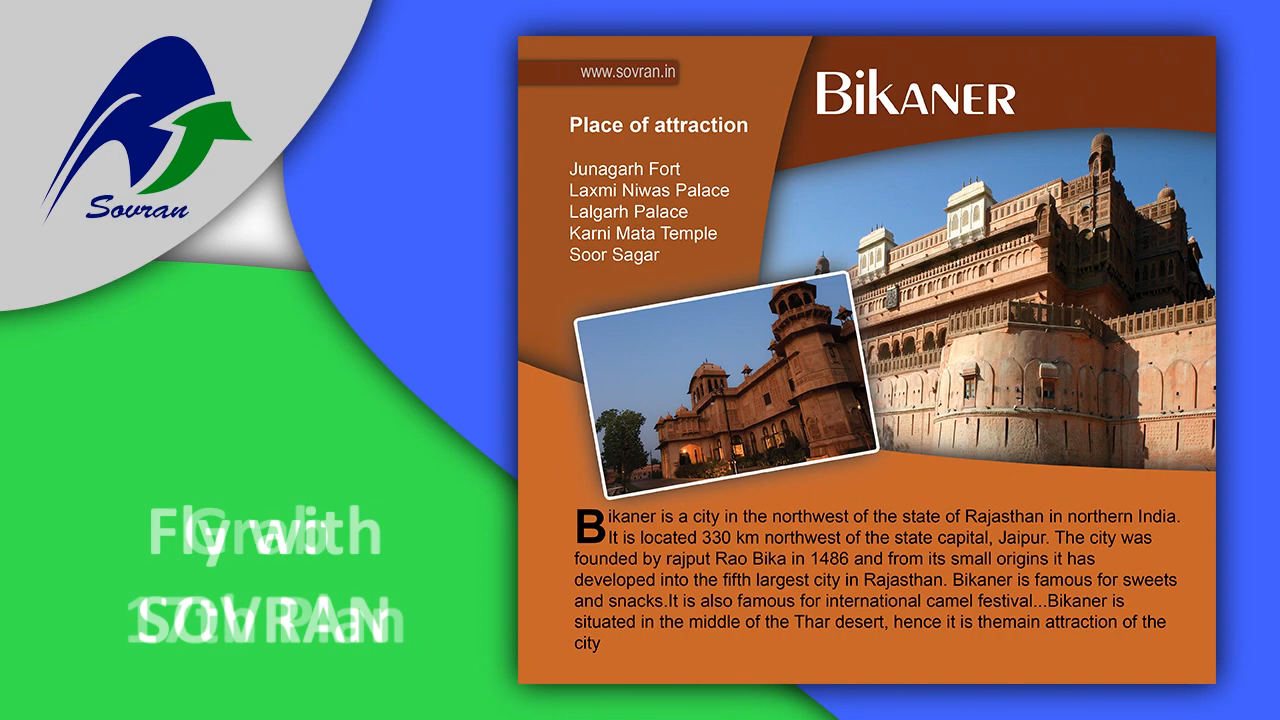 Sovran
www.sovran.in
BiKANER
Place of attraction
Junagarh Fort
Laxmi Niwas Palace
Lalgarh Palace
Karni Mata Temple
Soor Sagar
Bikaner is a city in the northwest of the state of Rajasthan in northern India.
It is located 330 km northwest of the state capital, Jaipur. The city was
founded by rajput Rao Bika in 1486 and from its small origins it has
developed into the fifth largest city in Rajasthan. Bikaner is famous for sweets
and snacks.It is also famous for international camel festival...Bikaner is
situated in the middle of the Thar desert, hence it is themain attraction of the
city
Fly with
SOVRAN